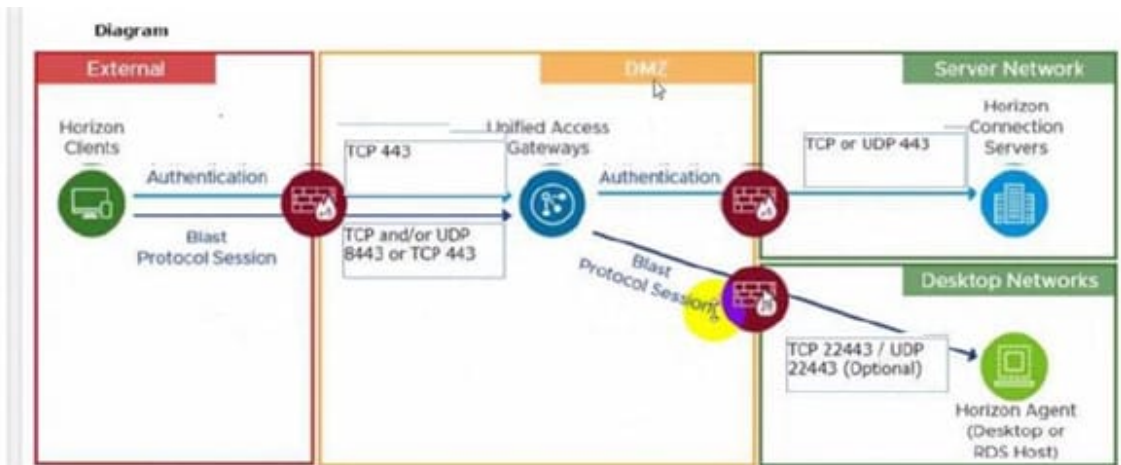 Diagram
External
DMZ
Server Network
Horizon
Clients
Unified Access
Gateways
Horizon
Connection
Servers
TCP 443
TCP or UDP 443
Authentication
Authentication
Blast
Protocol Session
TCP and/or UDP
8443 or TCP 443
Blast
Protocol Session
Desktop Networks
TCP 22443 / UDP
22443 (Optional)
Horizon Agent
(Desktop or
RDS Host)